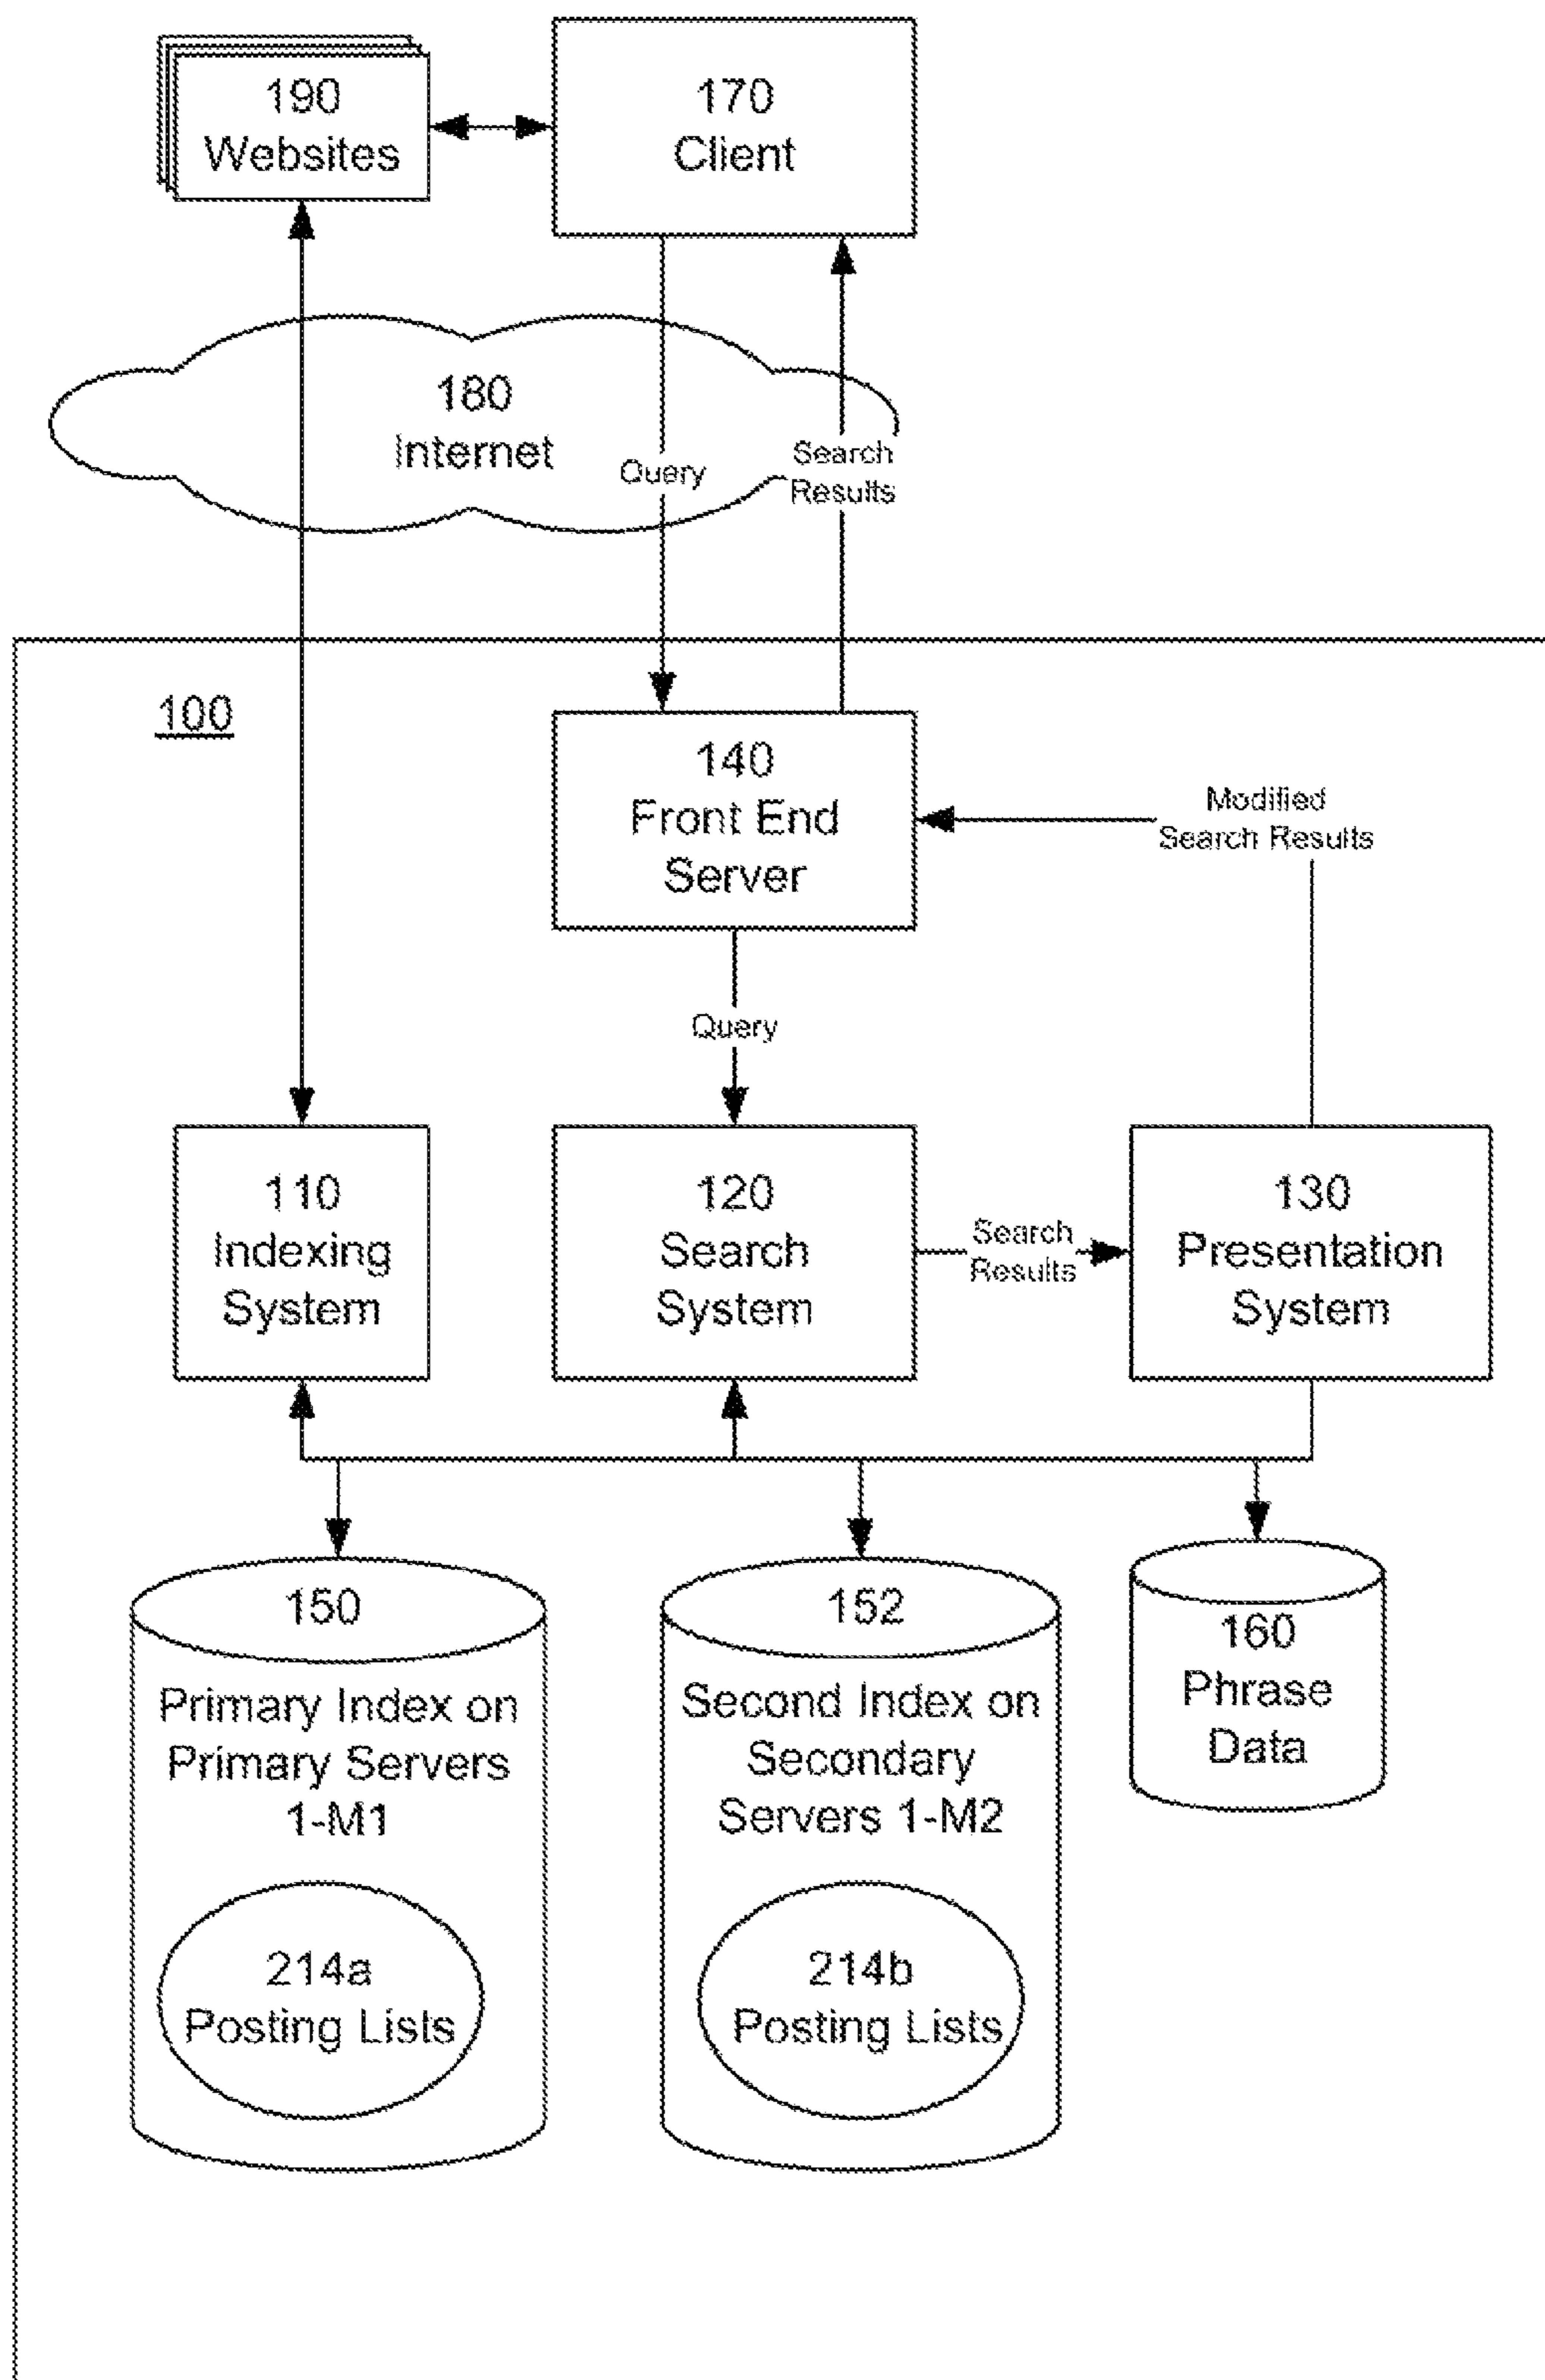 190
Websites
170
Client
180
Internet
Query
Search
Results
100
140
Front End
Server
Modified
Search Results
Query
110
Indexing
System
120
Search
System
Search
Results
130
Presentation
System
150
Primary Index on
Primary Servers
1-M1
214a
Posting Lists
152
Second Index on
Secondary
Servers 1-M2
214b
Posting Lists
160
Phrase
Data